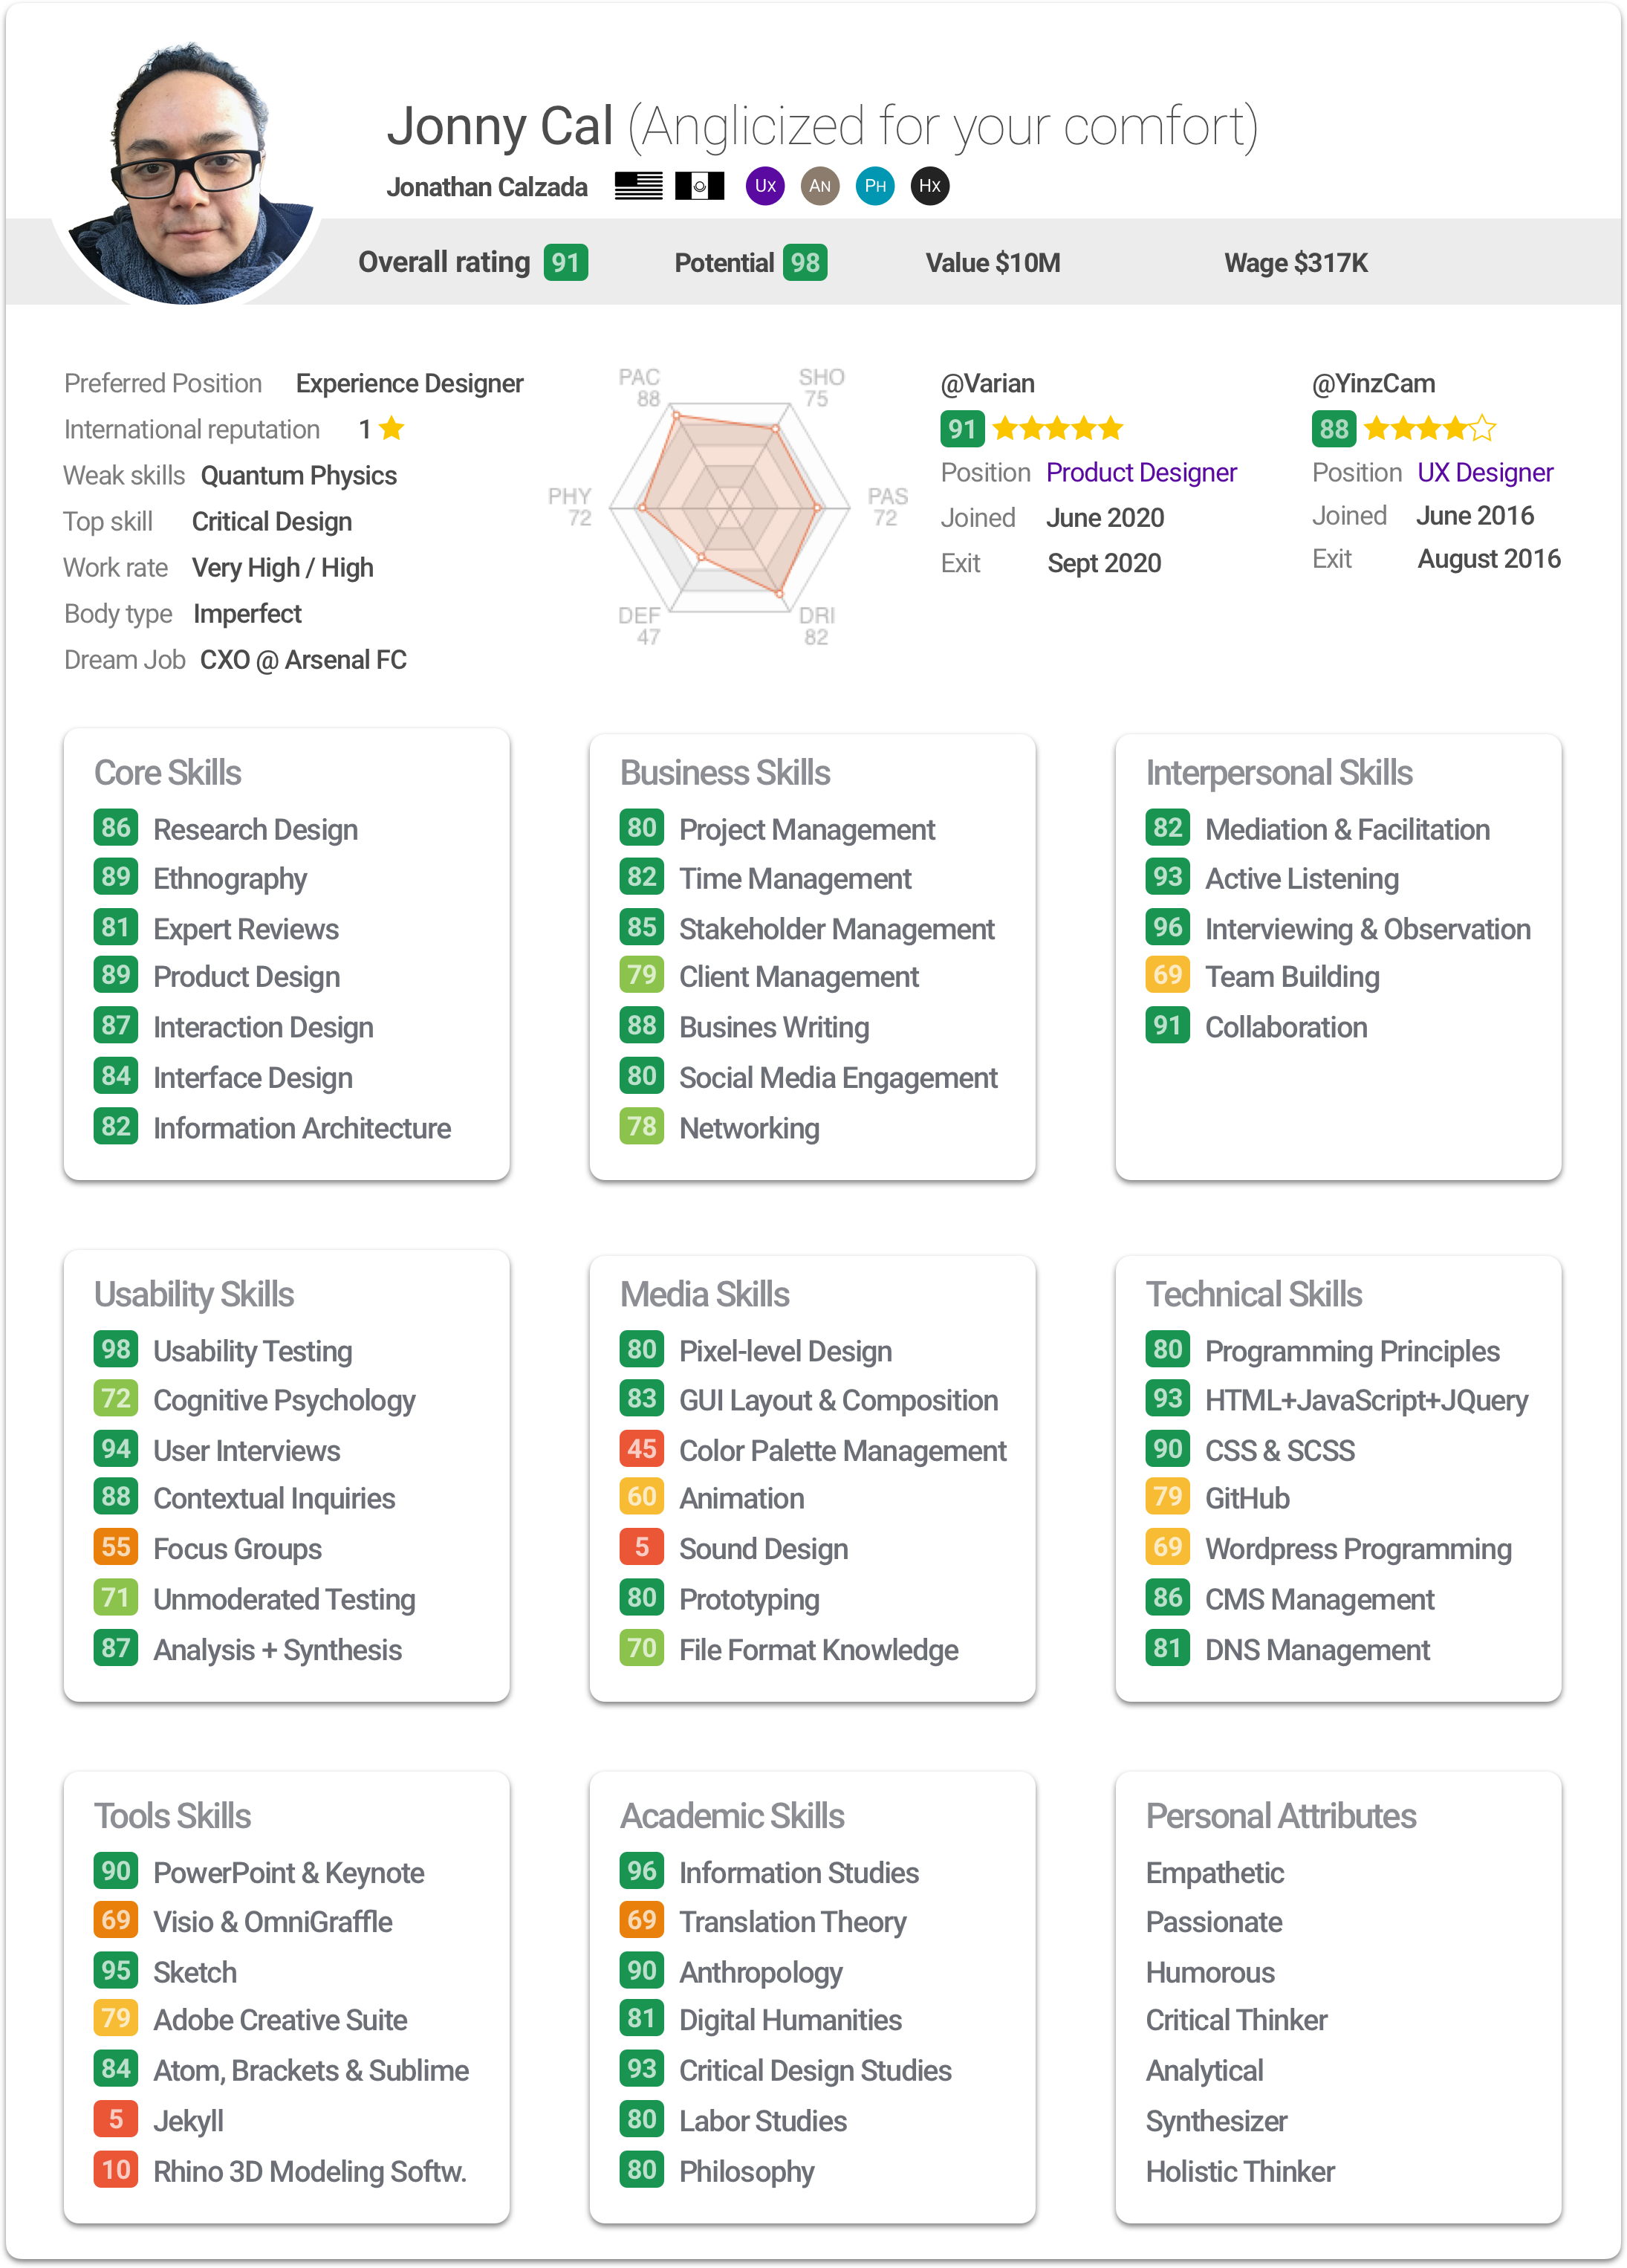 Jonny Cal (Anglicized for your comfort)
Jonathan Calzada UX AN PH HX
Overall rating 91 Potential 98 Value $10M Wage $317K
Preferred Position Experience Designer
International reputation 1
Weak skills Quantum Physics
Top skill Critical Design
Work rate Very High / High
Body type Imperfect
Dream Job CXO @ Arsenal FC
PAC
88
SHO
75
PHY
72
PAS
72
DEF
47
DRI
82
@Varian
91
Position Product Designer
Joined June 2020
Exit Sept 2020
@YinzCam
88
Position UX Designer
Joined June 2016
Exit August 2016
Core Skills
86 Research Design
89 Ethnography
81 Expert Reviews
89 Product Design
87 Interaction Design
84 Interface Design
82 Information Architecture
Business Skills
80 Project Management
82 Time Management
85 Stakeholder Management
79 Client Management
88 Busines Writing
80 Social Media Engagement
78 Networking
Interpersonal Skills
82 Mediation & Facilitation
93 Active Listening
96 Interviewing & Observation
69 Team Building
91 Collaboration
Usability Skills
98 Usability Testing
72 Cognitive Psychology
94 User Interviews
88 Contextual Inquiries
55 Focus Groups
71 Unmoderated Testing
87 Analysis + Synthesis
Media Skills
80 Pixel-level Design
83 GUI Layout & Composition
45 Color Palette Management
60 Animation
5 Sound Design
80 Prototyping
70 File Format Knowledge
Technical Skills
80 Programming Principles
93 HTML+JavaScript+JQuery
90 CSS & SCSS
79 GitHub
69 Wordpress Programming
86 CMS Management
81 DNS Management
Tools Skills
90 PowerPoint & Keynote
69 Visio & OmniGraffle
95 Sketch
79 Adobe Creative Suite
84 Atom, Brackets & Sublime
5 Jekyll
10 Rhino 3D Modeling Softw.
Academic Skills
96 Information Studies
69 Translation Theory
90 Anthropology
81 Digital Humanities
93 Critical Design Studies
80 Labor Studies
80 Philosophy
Personal Attributes
Empathetic
Passionate
Humorous
Critical Thinker
Analytical
Synthesizer
Holistic Thinker